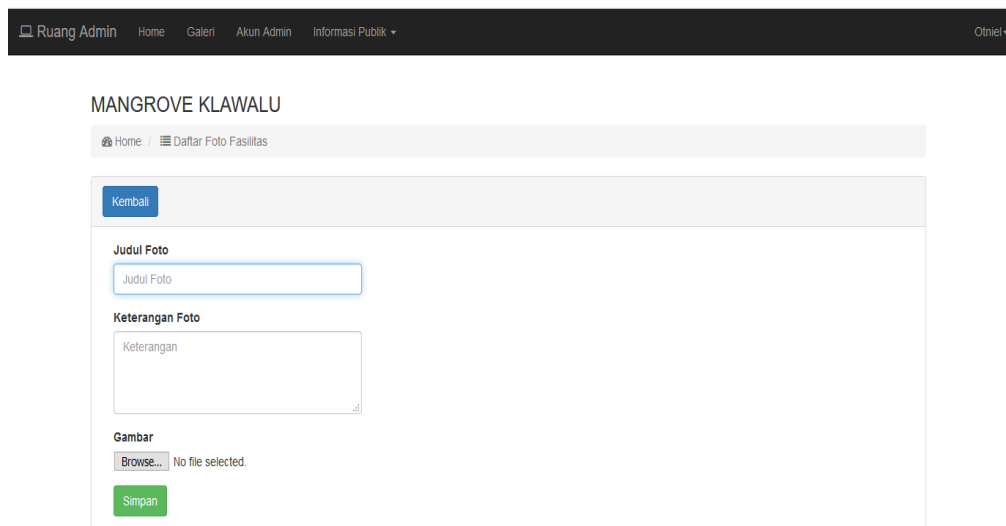 Ruang Admin Home Galeri Akun Admin Informasi Publik Otniel
MANGROVE KLAWALU
Home / Daftar Foto Fasilitas
Kembali
Judul Foto
Judul Foto
Keterangan Foto
Keterangan
Gambar
Browse... No file selected.
Simpan